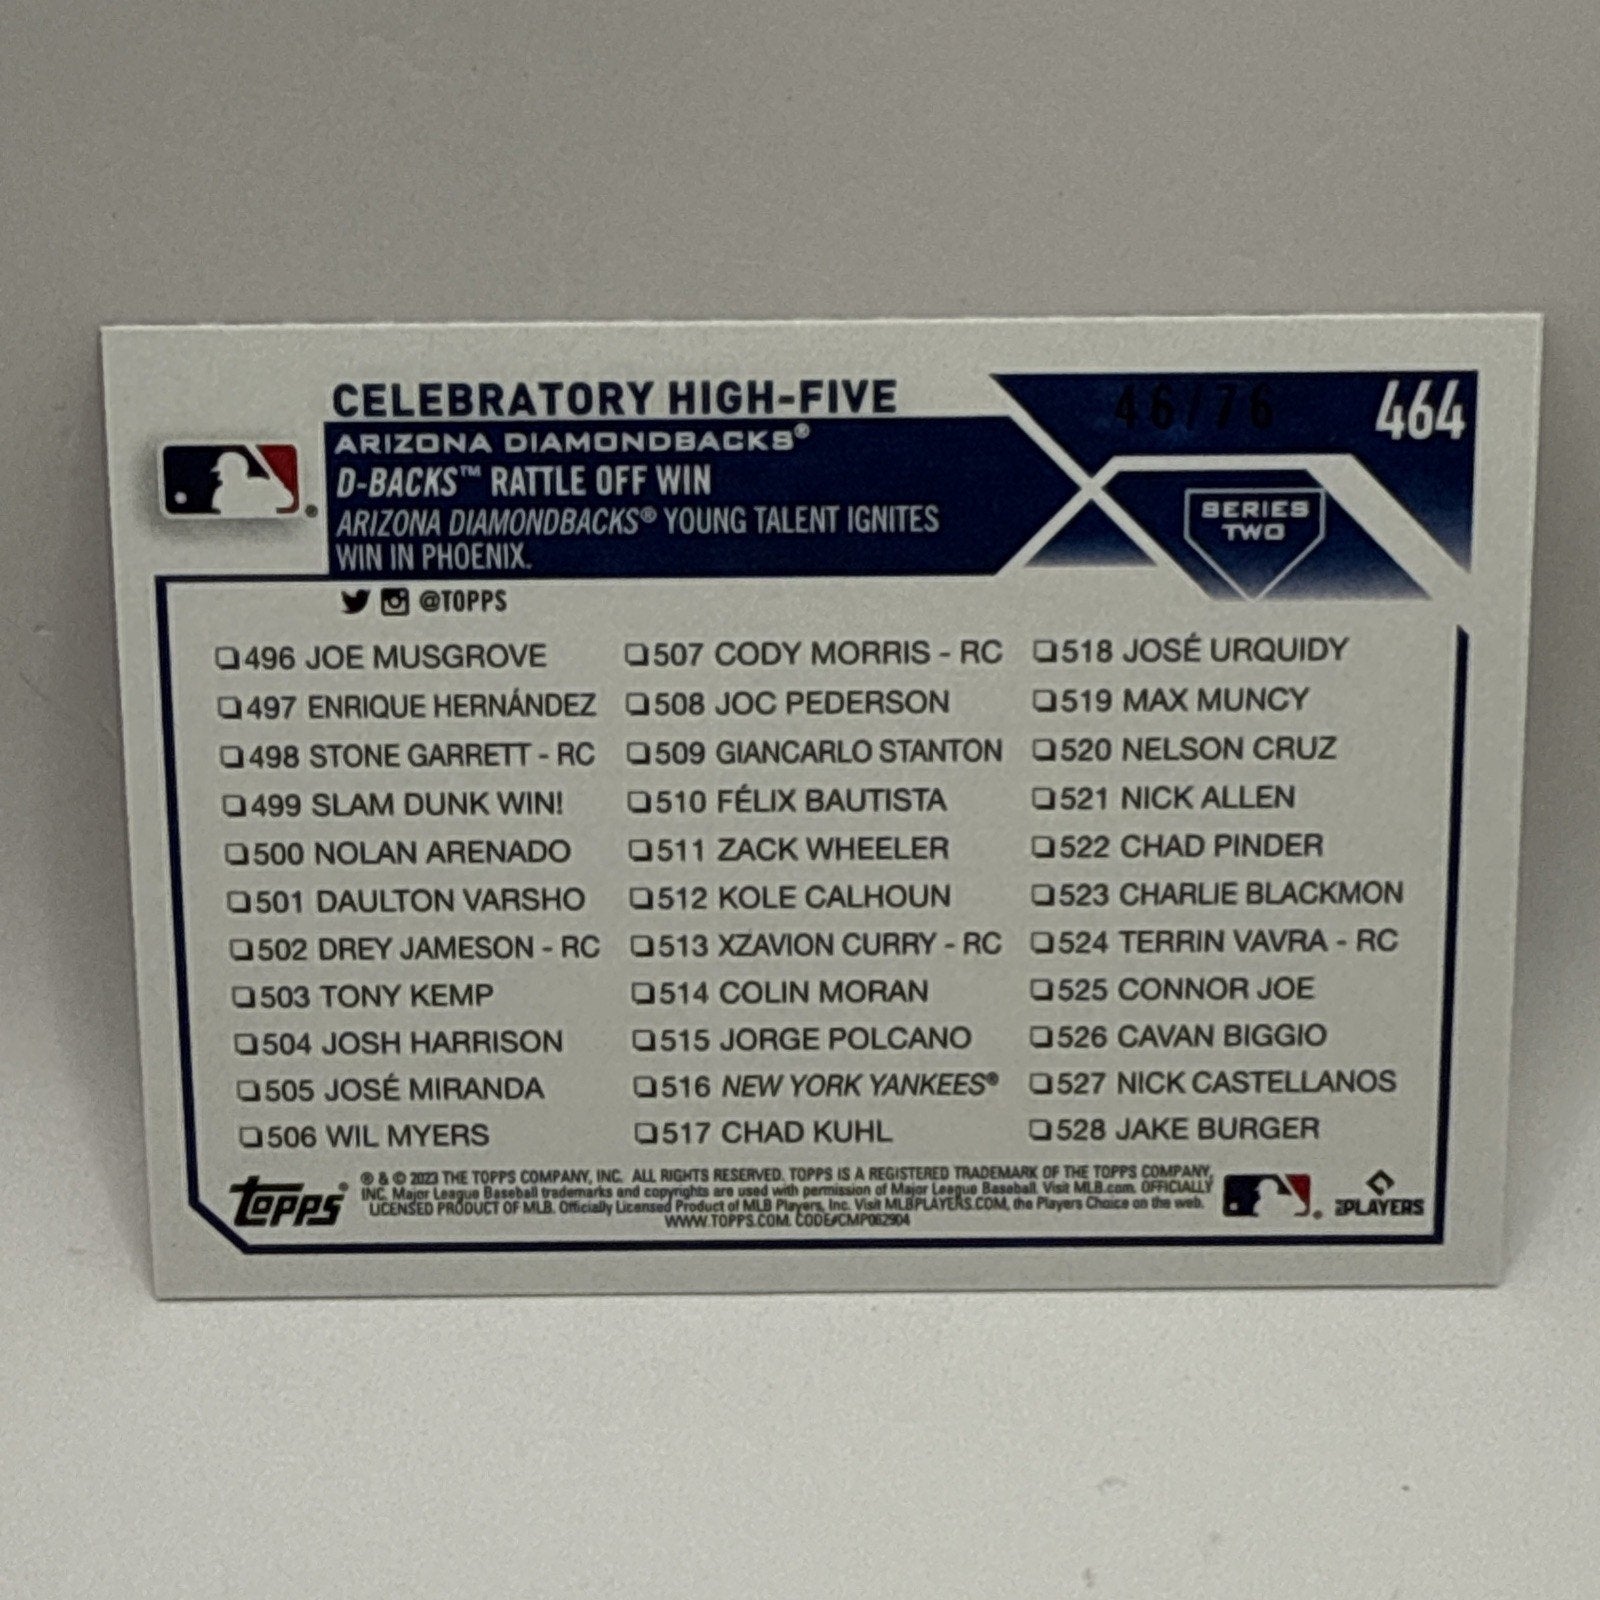 CELEBRATORY HIGH-FIVE
46/76
464
ARIZONA DIAMONDBACKS®
D-BACKS™ RATTLE OFF WIN
ARIZONA DIAMONDBACKS® YOUNG TALENT IGNITES
WIN IN PHOENIX.
SERIES
TWO
@TOPPS
496 JOE MUSGROVE
497 ENRIQUE HERNÁNDEZ
498 STONE GARRETT - RC
499 SLAM DUNK WIN!
500 NOLAN ARENADO
501 DAULTON VARSHO
502 DREY JAMESON - RC
503 TONY KEMP
504 JOSH HARRISON
505 JOSÉ MIRANDA
506 WIL MYERS
507 CODY MORRIS - RC
508 JOC PEDERSON
509 GIANCARLO STANTON
510 FÉLIX BAUTISTA
511 ZACK WHEELER
512 KOLE CALHOUN
513 XZAVION CURRY - RC
514 COLIN MORAN
515 JORGE POLCANO
516 NEW YORK YANKEES®
517 CHAD KUHL
518 JOSÉ URQUIDY
519 MAX MUNCY
520 NELSON CRUZ
521 NICK ALLEN
522 CHAD PINDER
523 CHARLIE BLACKMON
524 TERRIN VAVRA - RC
525 CONNOR JOE
526 CAVAN BIGGIO
527 NICK CASTELLANOS
528 JAKE BURGER
TOPPS®
® & © 2023 THE TOPPS COMPANY, INC. ALL RIGHTS RESERVED. TOPPS IS A REGISTERED TRADEMARK OF THE TOPPS COMPANY,
INC. Major League Baseball trademarks and copyrights are used with permission of Major League Baseball. Visit MLB.com. OFFICIALLY
LICENSED PRODUCT OF MLB. Officially Licensed Product of MLB Players, Inc. Visit MLBPLAYERS.COM, the Players Choice on the web.
WWW.TOPPS.COM. CODE#CMP062904
PLAYERS